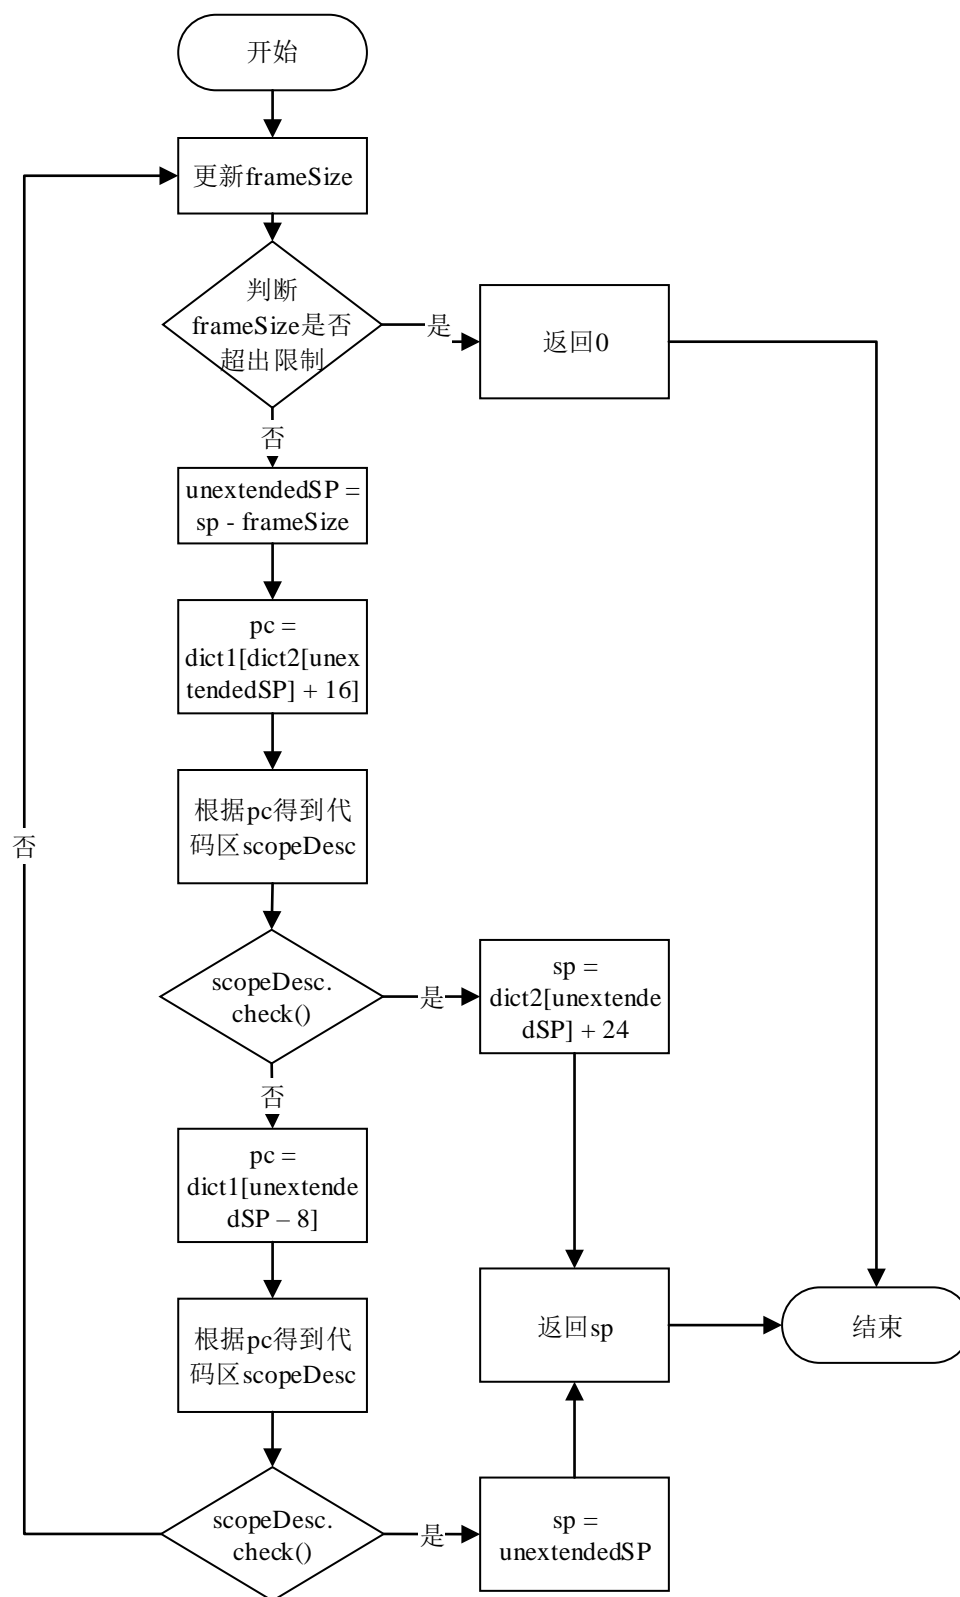 开始
更新frameSize
判断
frameSize是否
超出限制
是
返回0
否
unextendedSP =
sp - frameSize
pc =
dict1[dict2[unex
tendedSP] + 16]
根据pc得到代
码区scopeDesc
否
scopeDesc.
check()
是
sp =
dict2[unextende
dSP] + 24
否
pc =
dict1[unextende
dSP – 8]
根据pc得到代
码区scopeDesc
返回sp
结束
scopeDesc.
check()
是
sp =
unextendedSP